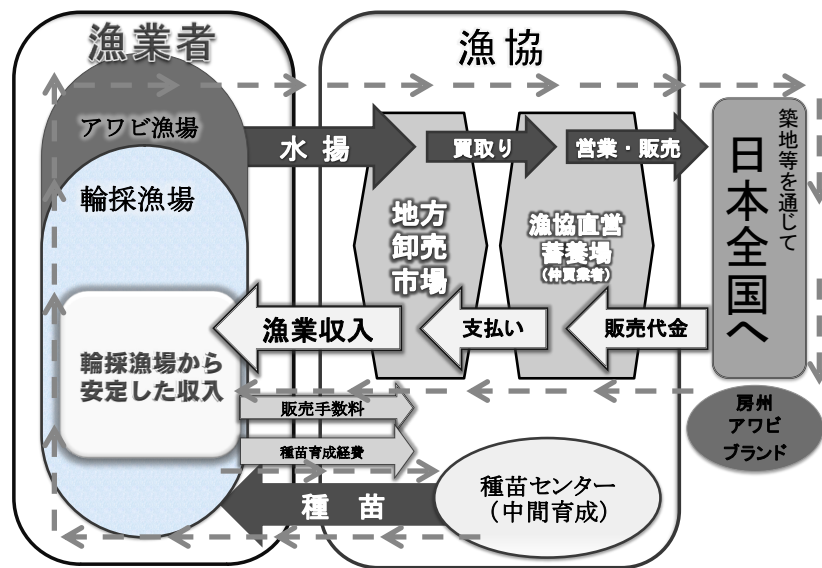 漁業者
漁協
アワビ漁場
輪採漁場
水 揚
買取り
営業・販売
地方
卸売
市場
漁協直営
蓄養場
（仲買業者）
築地等を通じて
日本全国へ
漁業収入
支払い
販売代金
輪採漁場から
安定した収入
販売手数料
種苗育成経費
房州
アワビ
ブランド
種 苗
種苗センター
（中間育成）